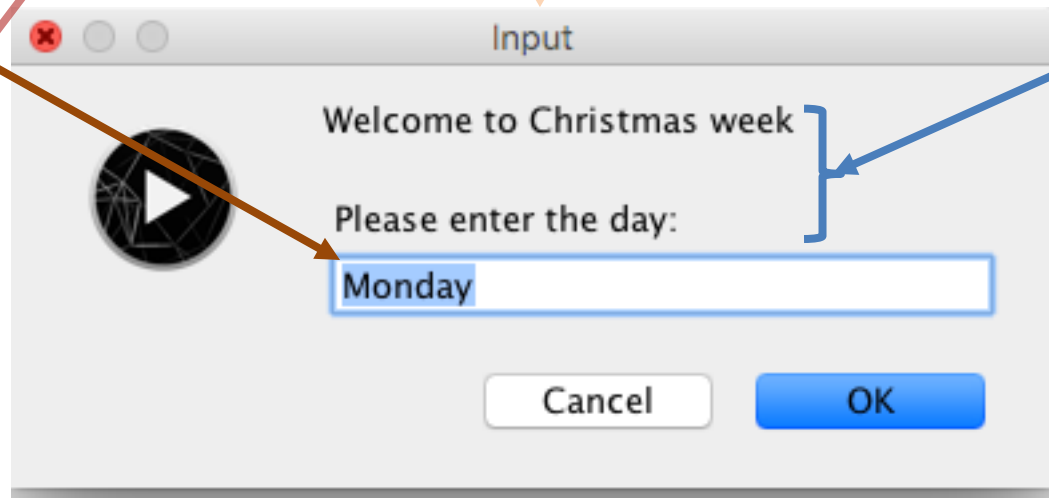 Input
Welcome to Christmas week
Please enter the day:
Monday
Cancel OK